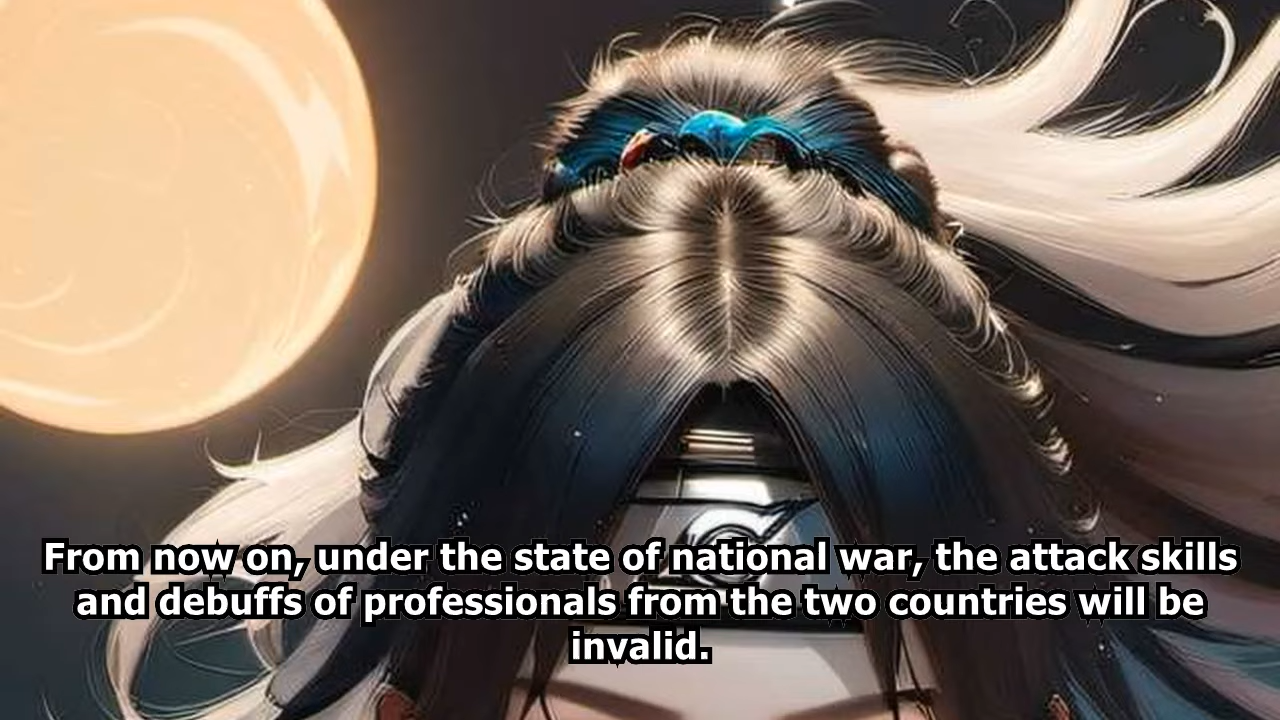 From now on, under the state of national war, the attack skills
and debuffs of professionals from the two countries will be
invalid.